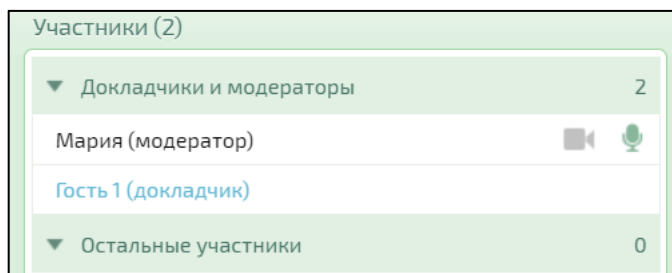 Участники (2)
Докладчики и модераторы 2
Мария (модератор)
Гость 1 (докладчик)
Остальные участники 0